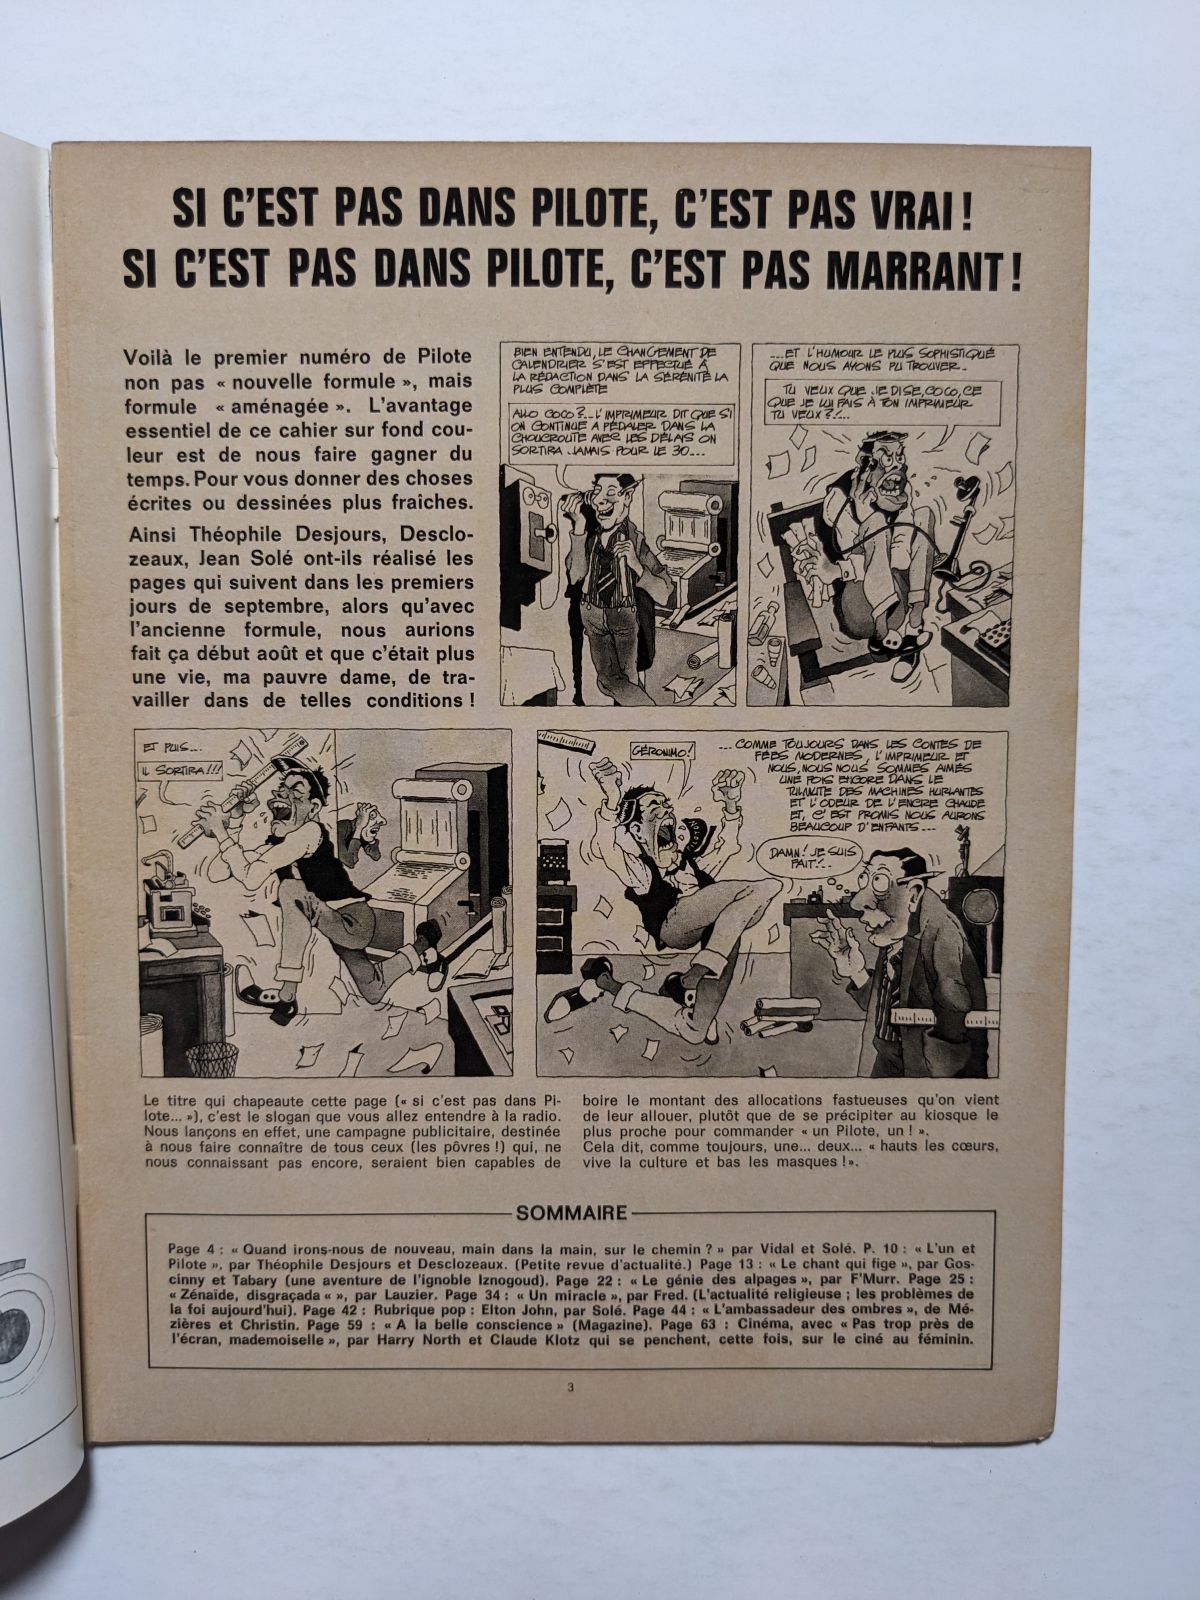 SI C'EST PAS DANS PILOTE, C'EST PAS VRAI !
SI C'EST PAS DANS PILOTE, C'EST PAS MARRANT !
Voilà le premier numéro de Pilote
non pas « nouvelle formule », mais
formule « aménagée ». L'avantage
essentiel de ce cahier sur fond cou-
leur est de nous faire gagner du
temps. Pour vous donner des choses
écrites ou dessinées plus fraîches.
Ainsi Théophile Desjours, Desclo-
zeaux, Jean Solé ont-ils réalisé les
pages qui suivent dans les premiers
jours de septembre, alors qu'avec
l'ancienne formule, nous aurions
fait ça début août et que c'était plus
une vie, ma pauvre dame, de tra-
vailler dans de telles conditions !
BIEN ENTENDU, LE CHANGEMENT DE
CALENDRIER S'EST EFFECTUÉ À
LA RÉDACTION DANS LA SÉRÉNITÉ LA
PLUS COMPLÈTE
ALLO COCO ?... L'IMPRIMEUR DIT QUE SI
ON CONTINUE A PÉDALER DANS LA
CHOUCROUTE AVEC LES DÉLAIS ON
SORTIRA JAMAIS POUR LE 30...
...ET L'HUMOUR LE PLUS SOPHISTIQUÉ
QUE NOUS AYONS PU TROUVER..
TU VEUX QUE JE DISE, COCO, CE
QUE JE LUI FAIS À TON IMPRIMEUR
TU VEUX ?!...
ET PUIS...
IL SORTIRA !!!
GÉRONIMO !
...COMME TOUJOURS DANS LES CONTES DE
FÉES MODERNES, L'IMPRIMEUR ET
NOUS, NOUS NOUS SOMMES AIMÉS
UNE FOIS ENCORE DANS LE
TUMULTE DES MACHINES HURLANTES
ET L'ODEUR DE L'ENCRE CHAUDE
ET, C'EST PROMIS NOUS AURONS
BEAUCOUP D'ENFANTS...
DAMN ! JE SUIS
FAIT !..
Le titre qui chapeaute cette page (« si c'est pas dans Pi-
lote... »), c'est le slogan que vous allez entendre à la radio.
Nous lançons en effet, une campagne publicitaire, destinée
à nous faire connaître de tous ceux (les pôvres !) qui, ne
nous connaissant pas encore, seraient bien capables de
boire le montant des allocations fastueuses qu'on vient
de leur allouer, plutôt que de se précipiter au kiosque le
plus proche pour commander « un Pilote, un ! ».
Cela dit, comme toujours, une... deux... « hauts les cœurs,
vive la culture et bas les masques ! ».
SOMMAIRE
Page 4 : « Quand irons-nous de nouveau, main dans la main, sur le chemin ? » par Vidal et Solé. P. 10 : « L'un et
Pilote », par Théophile Desjours et Desclozeaux. (Petite revue d'actualité.) Page 13 : « Le chant qui fige », par Gos-
cinny et Tabary (une aventure de l'ignoble Iznogoud). Page 22 : « Le génie des alpages », par F'Murr. Page 25 :
« Zénaïde, disgraçada « », par Lauzier. Page 34 : « Un miracle », par Fred. (L'actualité religieuse ; les problèmes de
la foi aujourd'hui). Page 42 : Rubrique pop : Elton John, par Solé. Page 44 : « L'ambassadeur des ombres », de Mé-
zières et Christin. Page 59 : « A la belle conscience » (Magazine). Page 63 : Cinéma, avec « Pas trop près de
l'écran, mademoiselle », par Harry North et Claude Klotz qui se penchent, cette fois, sur le ciné au féminin.
3